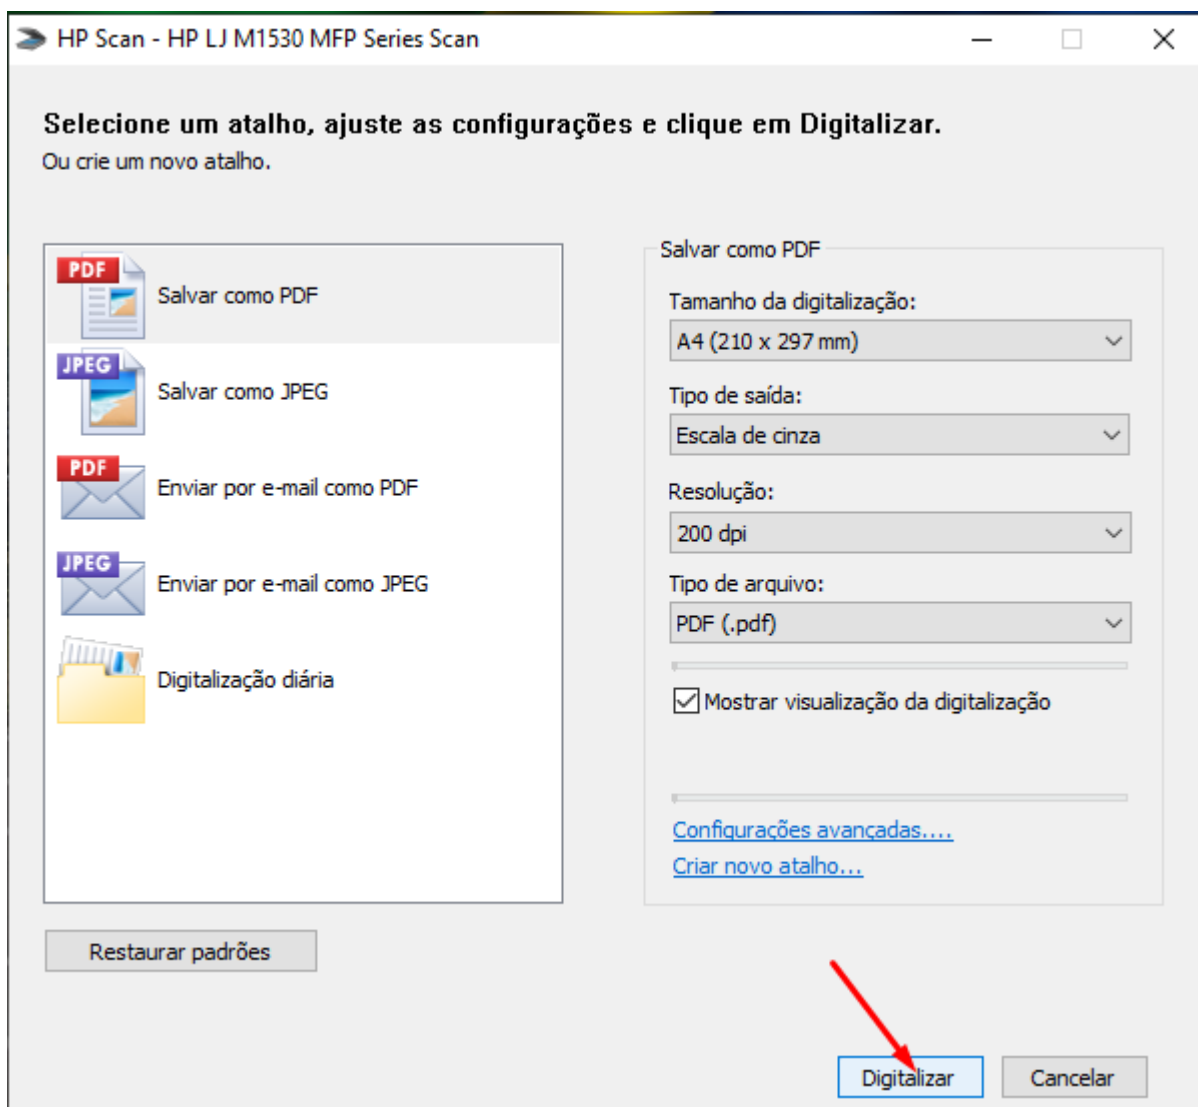 HP Scan - HP LJ M1530 MFP Series Scan
Selecione um atalho, ajuste as configurações e clique em Digitalizar.
Ou crie um novo atalho.
PDF
Salvar como PDF
JPEG
Salvar como JPEG
PDF
Enviar por e-mail como PDF
JPEG
Enviar por e-mail como JPEG
Digitalização diária
Restaurar padrões
Salvar como PDF
Tamanho da digitalização:
A4 (210 x 297 mm)
Tipo de saída:
Escala de cinza
Resolução:
200 dpi
Tipo de arquivo:
PDF (.pdf)
Mostrar visualização da digitalização
Configurações avançadas....
Criar novo atalho...
Digitalizar
Cancelar